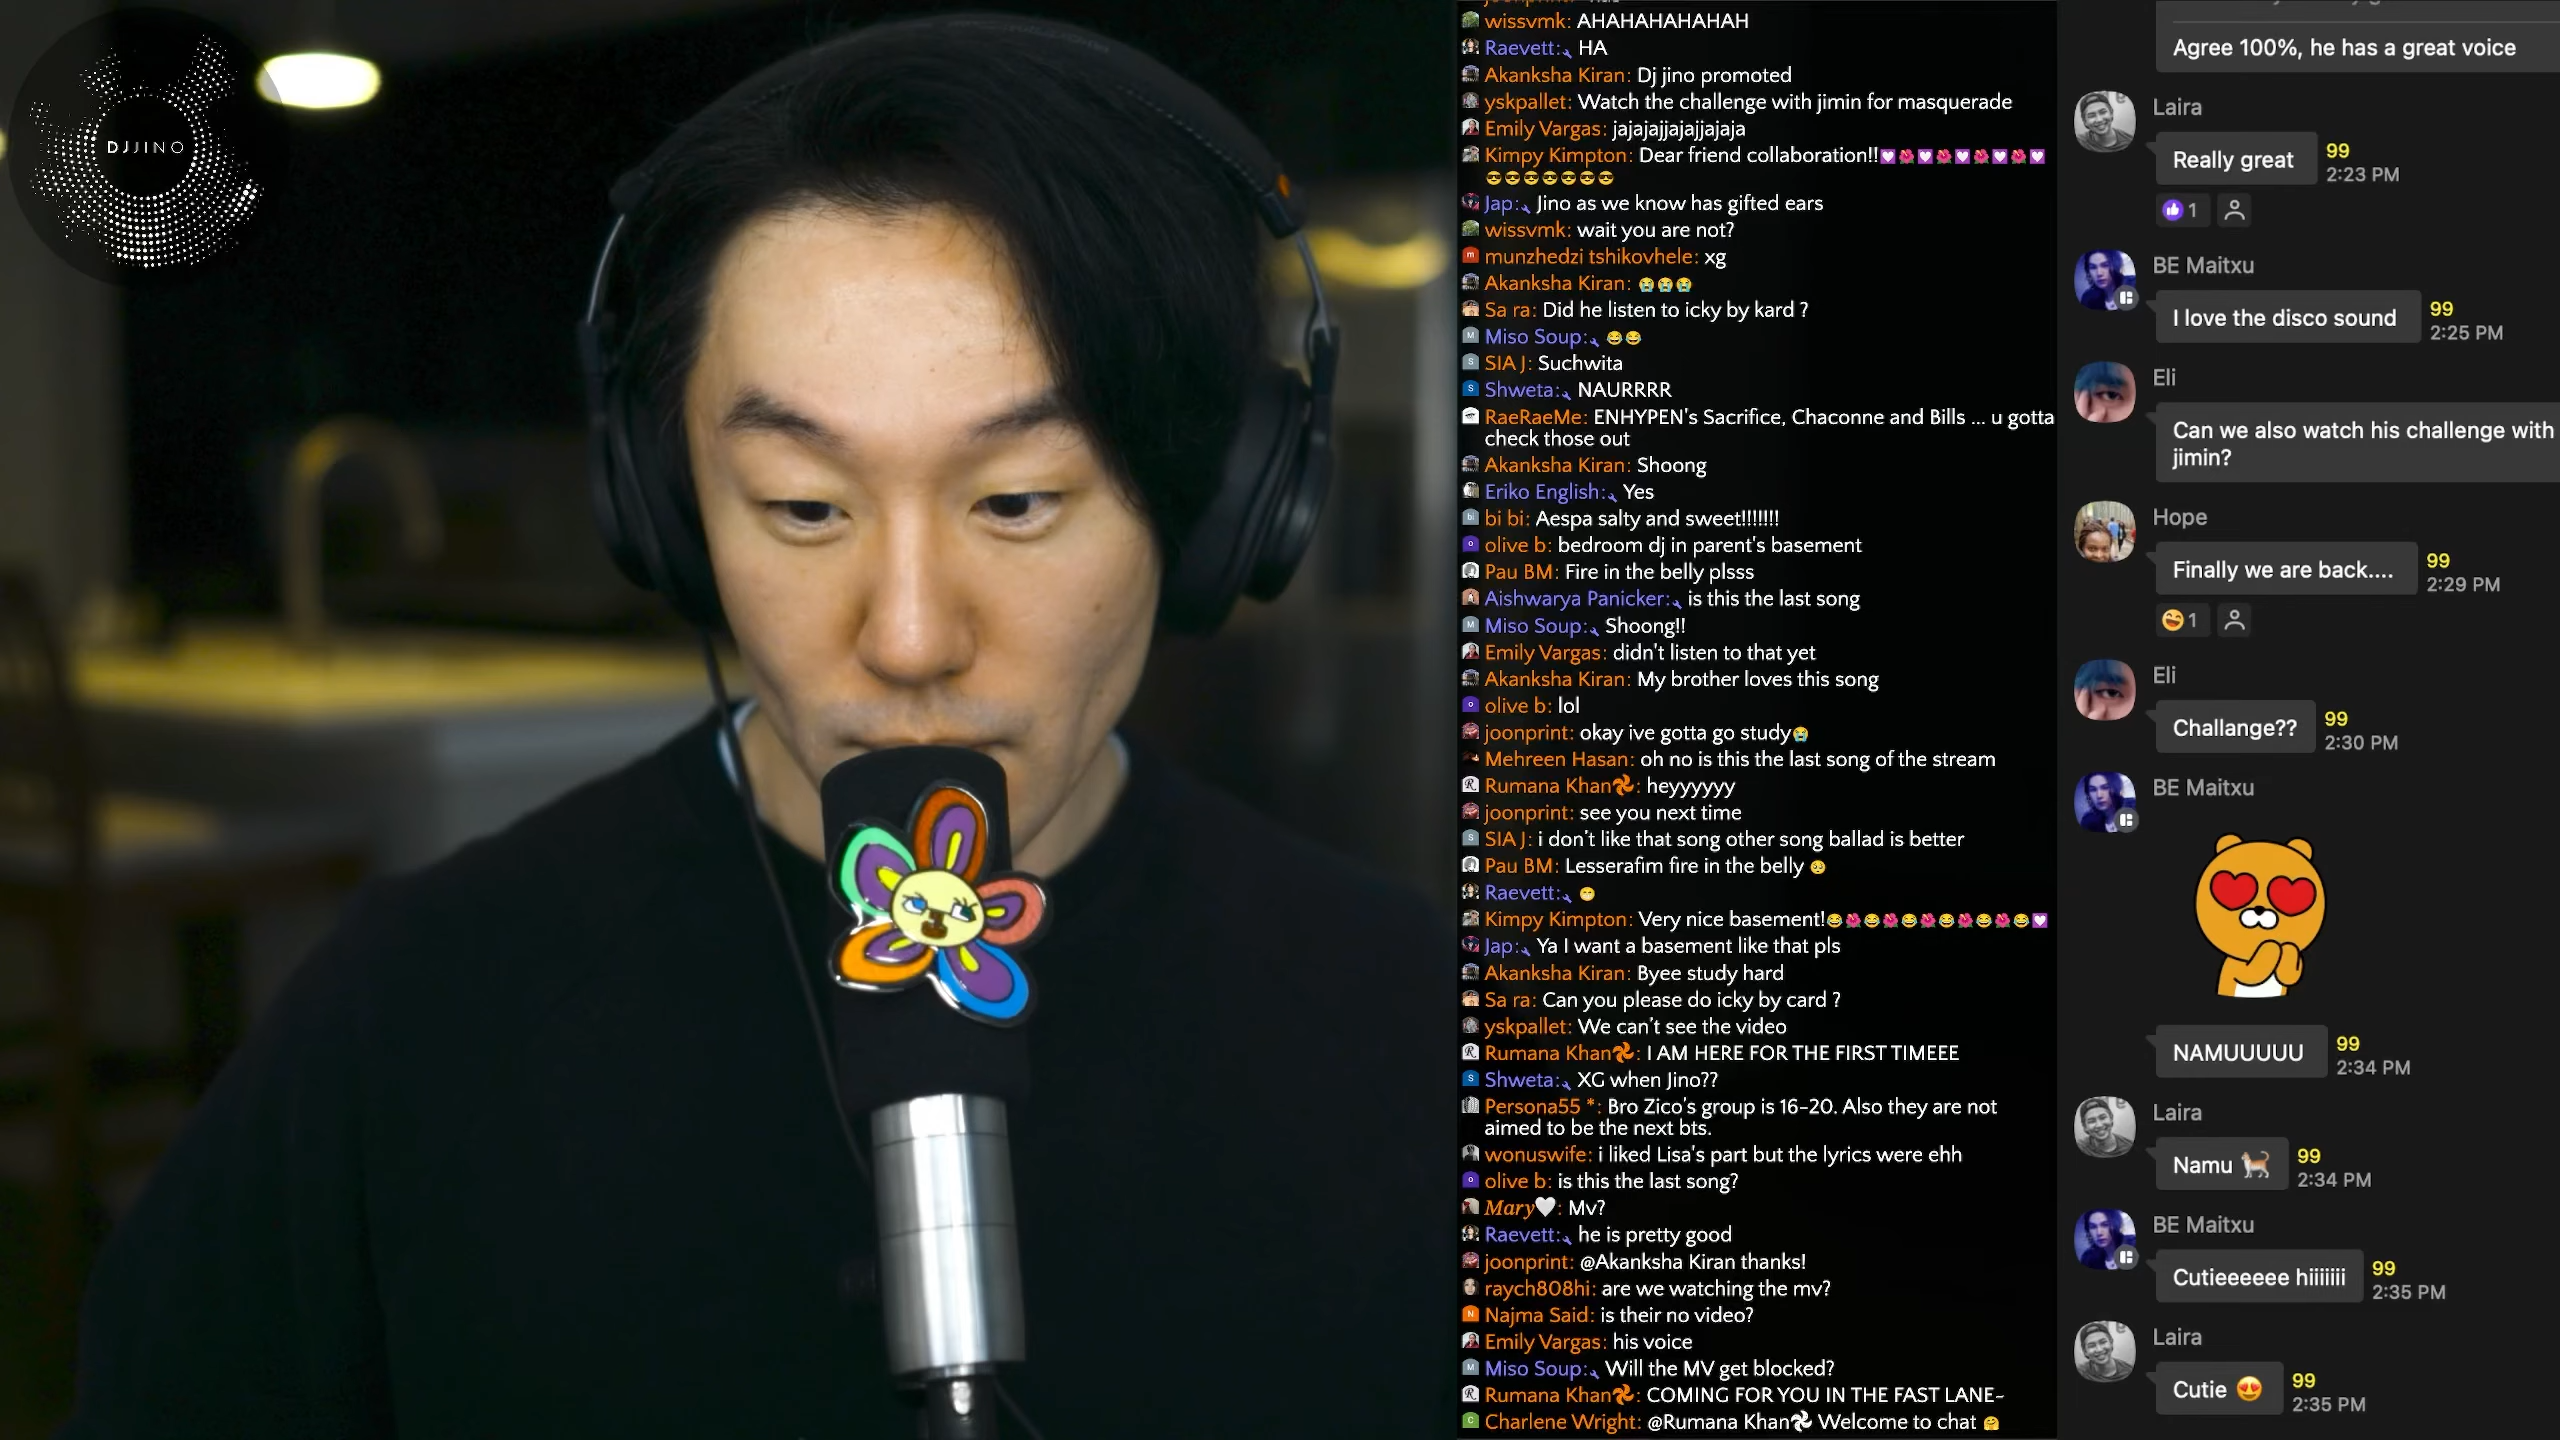 DJJINO
wissvmk: AHAHAHAHAHAH
Raevett: HA
Akanksha Kiran: Dj jino promoted
yskpallet: Watch the challenge with jimin for masquerade
Emily Vargas: jajajajjajajjajaja
Kimpy Kimpton: Dear friend collaboration!!💟🌺💟🌺💟🌺💟🌺💟
😎😎😎😎😎😎😎
Jap: Jino as we know has gifted ears
wissvmk: wait you are not?
munzhedzi tshikovhele: xg
Akanksha Kiran: 😭😭😭
Sa ra: Did he listen to icky by kard ?
Miso Soup: 😂😂
SIA J: Suchwita
Shweta: NAURRRR
RaeRaeMe: ENHYPEN's Sacrifice, Chaconne and Bills ... u gotta
check those out
Akanksha Kiran: Shoong
Eriko English: Yes
bi bi: Aespa salty and sweet!!!!!!!
olive b: bedroom dj in parent's basement
Pau BM: Fire in the belly plsss
Aishwarya Panicker: is this the last song
Miso Soup: Shoong!!
Emily Vargas: didn't listen to that yet
Akanksha Kiran: My brother loves this song
olive b: lol
joonprint: okay ive gotta go study😭
Mehreen Hasan: oh no is this the last song of the stream
Rumana Khan: heyyyyyy
joonprint: see you next time
SIA J: i don't like that song other song ballad is better
Pau BM: Lesserafim fire in the belly 🥺
Raevett: 😁
Kimpy Kimpton: Very nice basement!😂🌺😂🌺😂🌺😂🌺😂🌺😂💟
Jap: Ya I want a basement like that pls
Akanksha Kiran: Byee study hard
Sa ra: Can you please do icky by card ?
yskpallet: We can't see the video
Rumana Khan: I AM HERE FOR THE FIRST TIMEEE
Shweta: XG when Jino??
Persona55 *: Bro Zico's group is 16-20. Also they are not
aimed to be the next bts.
wonuswife: i liked Lisa's part but the lyrics were ehh
olive b: is this the last song?
Mary🤍: Mv?
Raevett: he is pretty good
joonprint: @Akanksha Kiran thanks!
raych808hi: are we watching the mv?
Najma Said: is their no video?
Emily Vargas: his voice
Miso Soup: Will the MV get blocked?
Rumana Khan: COMING FOR YOU IN THE FAST LANE~
Charlene Wright: @Rumana Khan Welcome to chat 🤗
Agree 100%, he has a great voice
Laira
Really great 99
2:23 PM
1
BE Maitxu
I love the disco sound 99
2:25 PM
Eli
Can we also watch his challenge with
jimin?
Hope
Finally we are back.... 99
2:29 PM
😆 1
Eli
Challange?? 99
2:30 PM
BE Maitxu
NAMUUUUU 99
2:34 PM
Laira
Namu 🐈 99
2:34 PM
BE Maitxu
Cutieeeeee hiiiiiii 99
2:35 PM
Laira
Cutie 😍 99
2:35 PM